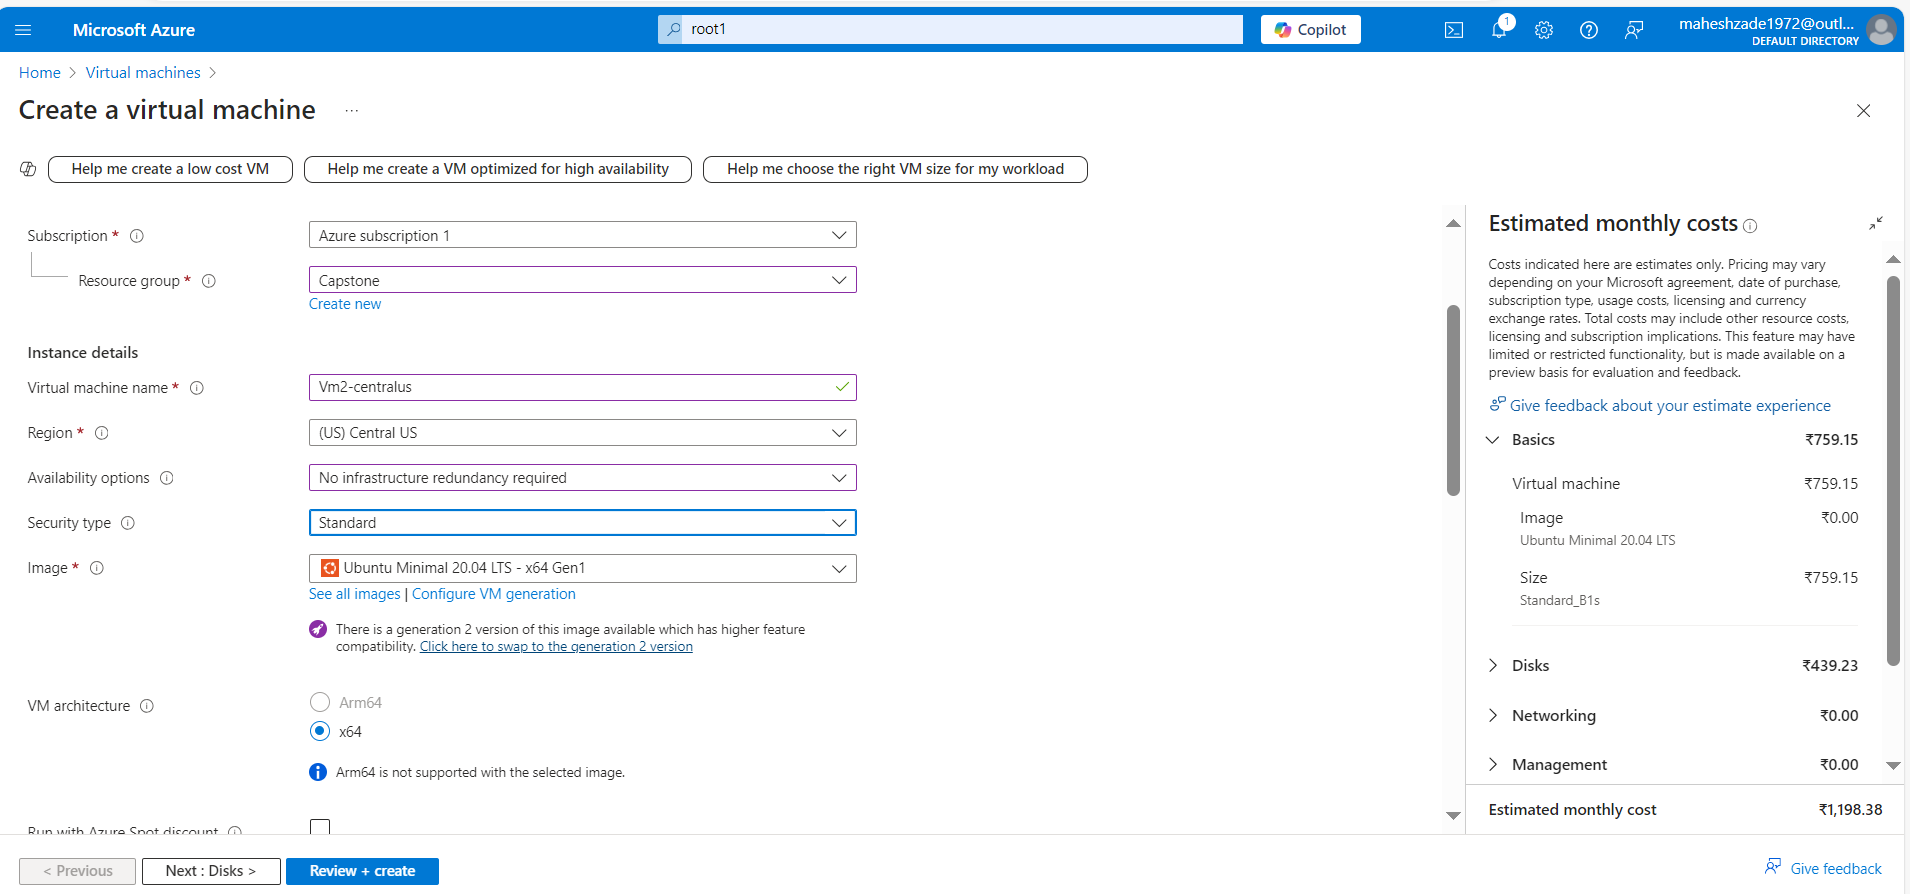 Microsoft Azure
root1
Copilot
1
maheshzade1972@outl...
DEFAULT DIRECTORY
Home > Virtual machines >
Create a virtual machine ...
Help me create a low cost VM
Help me create a VM optimized for high availability
Help me choose the right VM size for my workload
Subscription *
Azure subscription 1
Resource group *
Capstone
Create new
Instance details
Virtual machine name *
Vm2-centralus
Region *
(US) Central US
Availability options
No infrastructure redundancy required
Security type
Standard
Image *
Ubuntu Minimal 20.04 LTS - x64 Gen1
See all images | Configure VM generation
There is a generation 2 version of this image available which has higher feature
compatibility. Click here to swap to the generation 2 version
VM architecture
Arm64
x64
Arm64 is not supported with the selected image.
Run with Azure Spot discount
< Previous
Next : Disks >
Review + create
Estimated monthly costs
Costs indicated here are estimates only. Pricing may vary
depending on your Microsoft agreement, date of purchase,
subscription type, usage costs, licensing and currency
exchange rates. Total costs may include other resource costs,
licensing and subscription implications. This feature may have
limited or restricted functionality, but is made available on a
preview basis for evaluation and feedback.
Give feedback about your estimate experience
Basics ₹759.15
Virtual machine ₹759.15
Image ₹0.00
Ubuntu Minimal 20.04 LTS
Size ₹759.15
Standard_B1s
Disks ₹439.23
Networking ₹0.00
Management ₹0.00
Estimated monthly cost ₹1,198.38
Give feedback